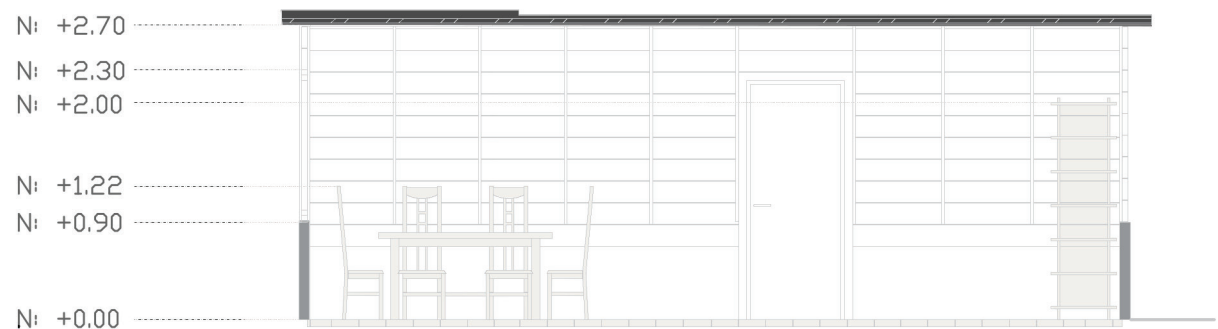 N: +2.70
N: +2.30
N: +2.00
N: +1.22
N: +0.90
N: +0.00